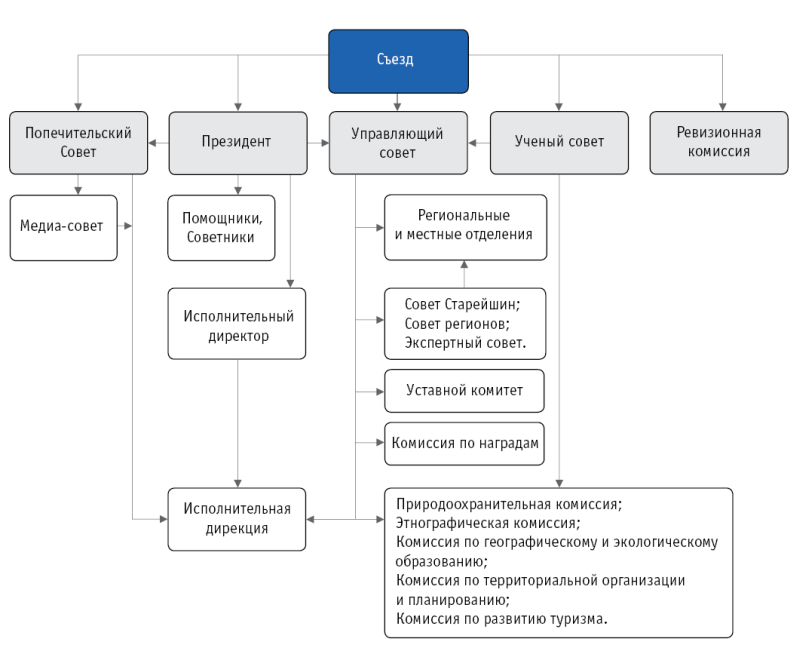 Съезд
Попечительский
Совет
Президент
Управляющий
совет
Ученый совет
Ревизионная
комиссия
Медиа-совет
Помощники,
Советники
Региональные
и местные отделения
Исполнительный
директор
Совет Старейшин;
Совет регионов;
Экспертный совет.
Уставной комитет
Комиссия по наградам
Исполнительная
дирекция
Природоохранительная комиссия;
Этнографическая комиссия;
Комиссия по географическому и экологическому
образованию;
Комиссия по территориальной организации
и планированию;
Комиссия по развитию туризма.